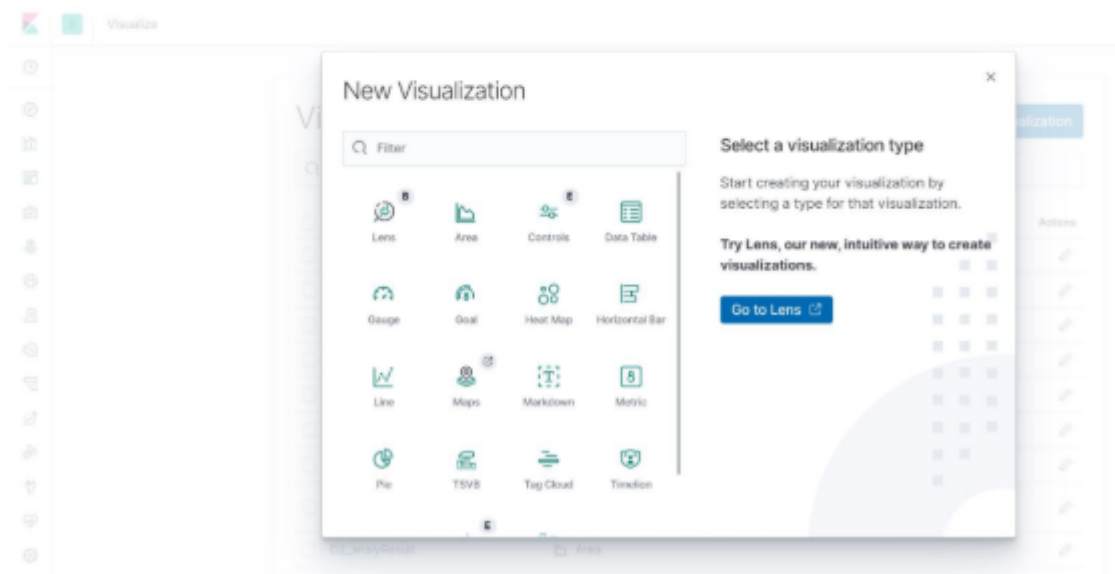 Visualize
New Visualization
Filter
Lens
Area
Controls
Data Table
Gauge
Goal
Heat Map
Horizontal Bar
Line
Maps
Markdown
Metric
Pie
TSVB
Tag Cloud
Timelion
Select a visualization type
Start creating your visualization by
selecting a type for that visualization.
Try Lens, our new, intuitive way to create
visualizations.
Go to Lens
Actions
Area